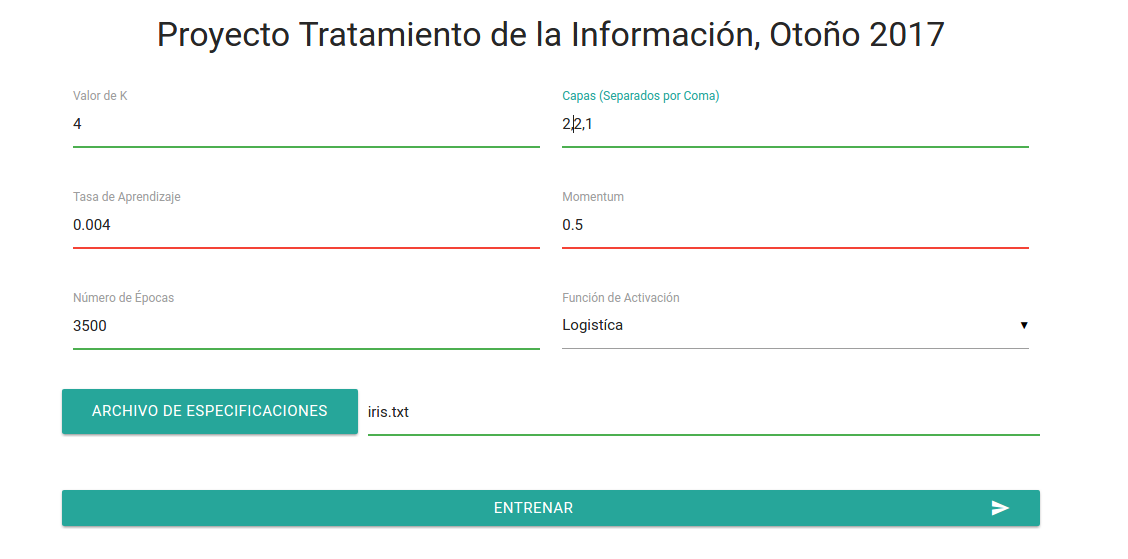 Proyecto Tratamiento de la Información, Otoño 2017
Valor de K
4
Capas (Separados por Coma)
2,2,1
Tasa de Aprendizaje
0.004
Momentum
0.5
Número de Épocas
3500
Función de Activación
Logistíca
ARCHIVO DE ESPECIFICACIONES
iris.txt
ENTRENAR